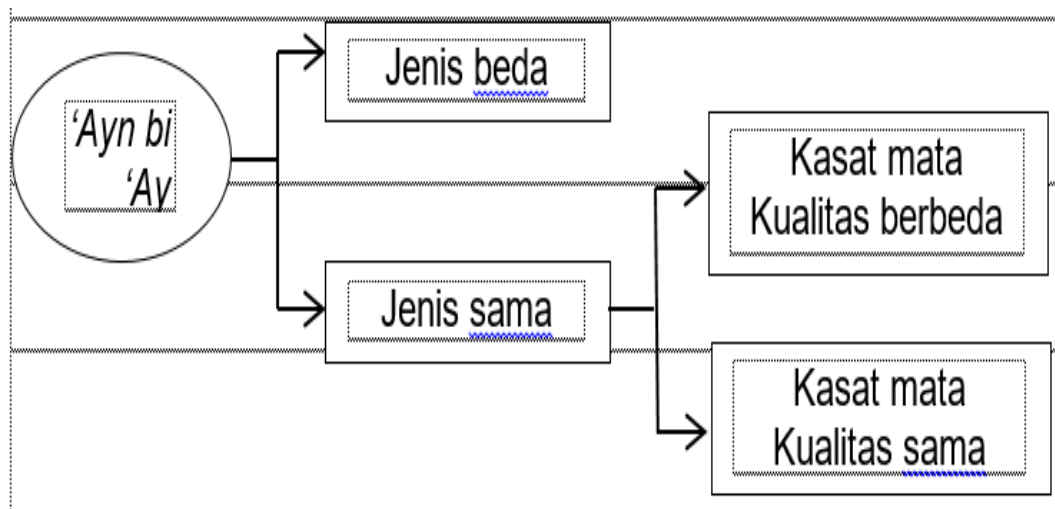 ‘Ayn bi
‘Ay
Jenis beda
Jenis sama
Kasat mata
Kualitas berbeda
Kasat mata
Kualitas sama